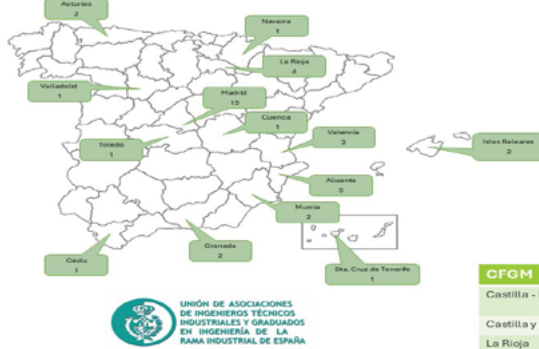 Asturias
2
Navarra
1
La Rioja
4
Valladolid
1
Madrid
15
Cuenca
1
Toledo
1
Valencia
2
Islas Baleares
2
Alicante
5
Murcia
2
Granada
2
Cádiz
1
Sta. Cruz de Tenerife
1
UNIÓN DE ASOCIACIONES
DE INGENIEROS TÉCNICOS
INDUSTRIALES Y GRADUADOS
EN INGENIERÍA DE LA
RAMA INDUSTRIAL DE ESPAÑA
CFGM
Castilla -
Castilla y
La Rioja